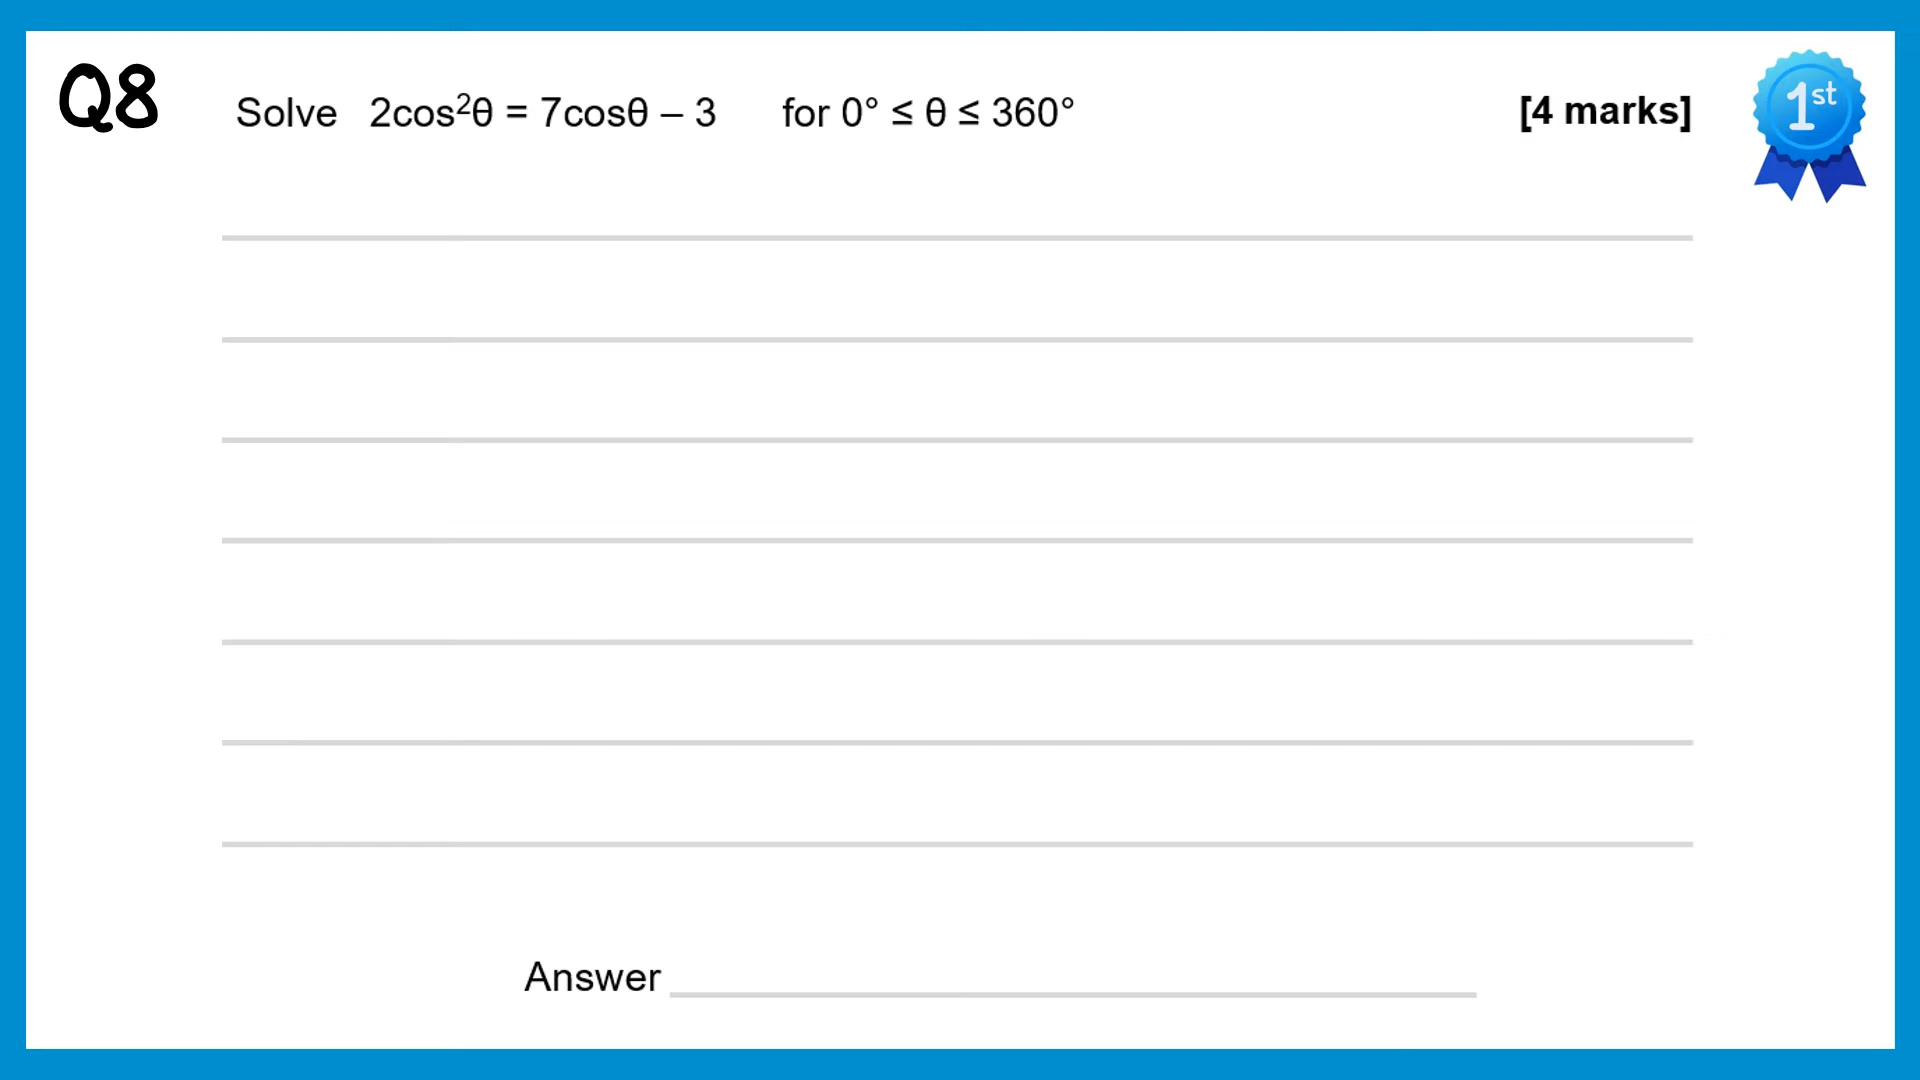 Q8 Solve 2cos²θ = 7cosθ – 3 for 0° ≤ θ ≤ 360° [4 marks] 1st
Answer